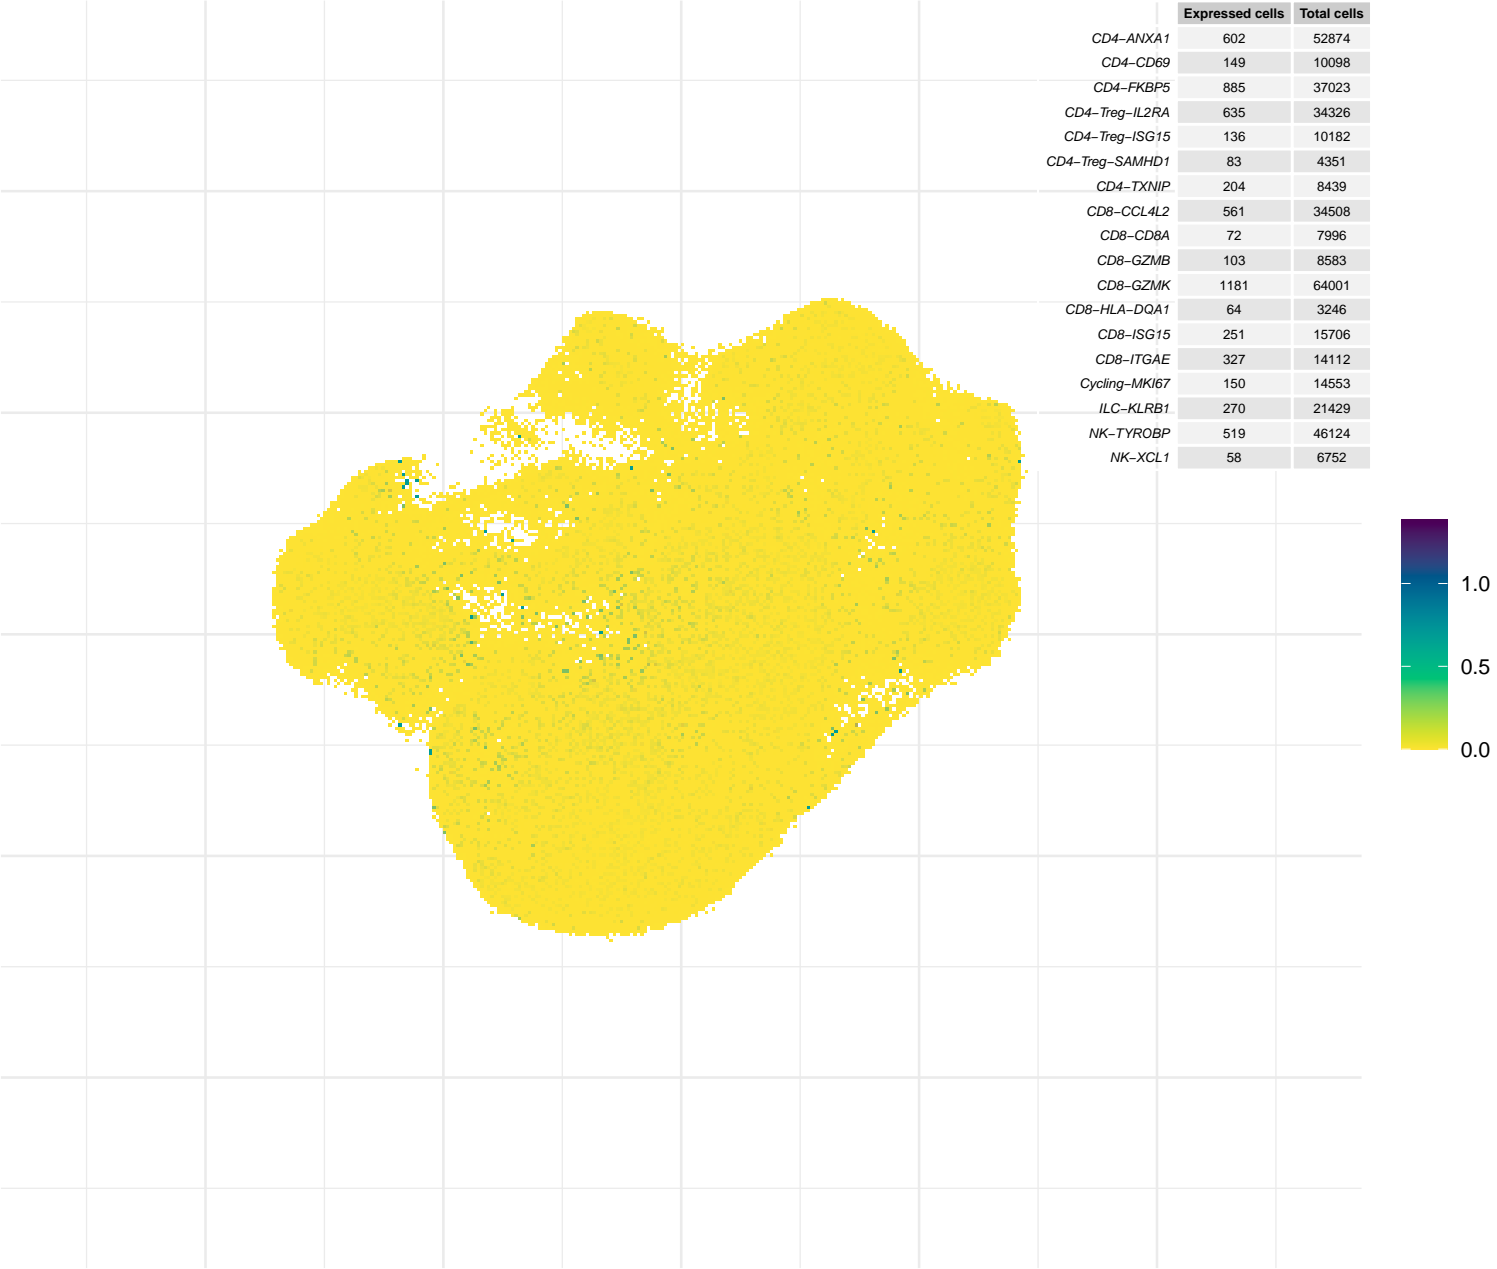 Expressed cells Total cells
CD4−ANXA1 602 52874
CD4−CD69 149 10098
CD4−FKBP5 885 37023
CD4−Treg−IL2RA 635 34326
CD4−Treg−ISG15 136 10182
CD4−Treg−SAMHD1 83 4351
CD4−TXNIP 204 8439
CD8−CCL4L2 561 34508
CD8−CD8A 72 7996
CD8−GZMB 103 8583
CD8−GZMK 1181 64001
CD8−HLA−DQA1 64 3246
CD8−ISG15 251 15706
CD8−ITGAE 327 14112
Cycling−MKI67 150 14553
ILC−KLRB1 270 21429
NK−TYROBP 519 46124
NK−XCL1 58 6752
1.0
0.5
0.0